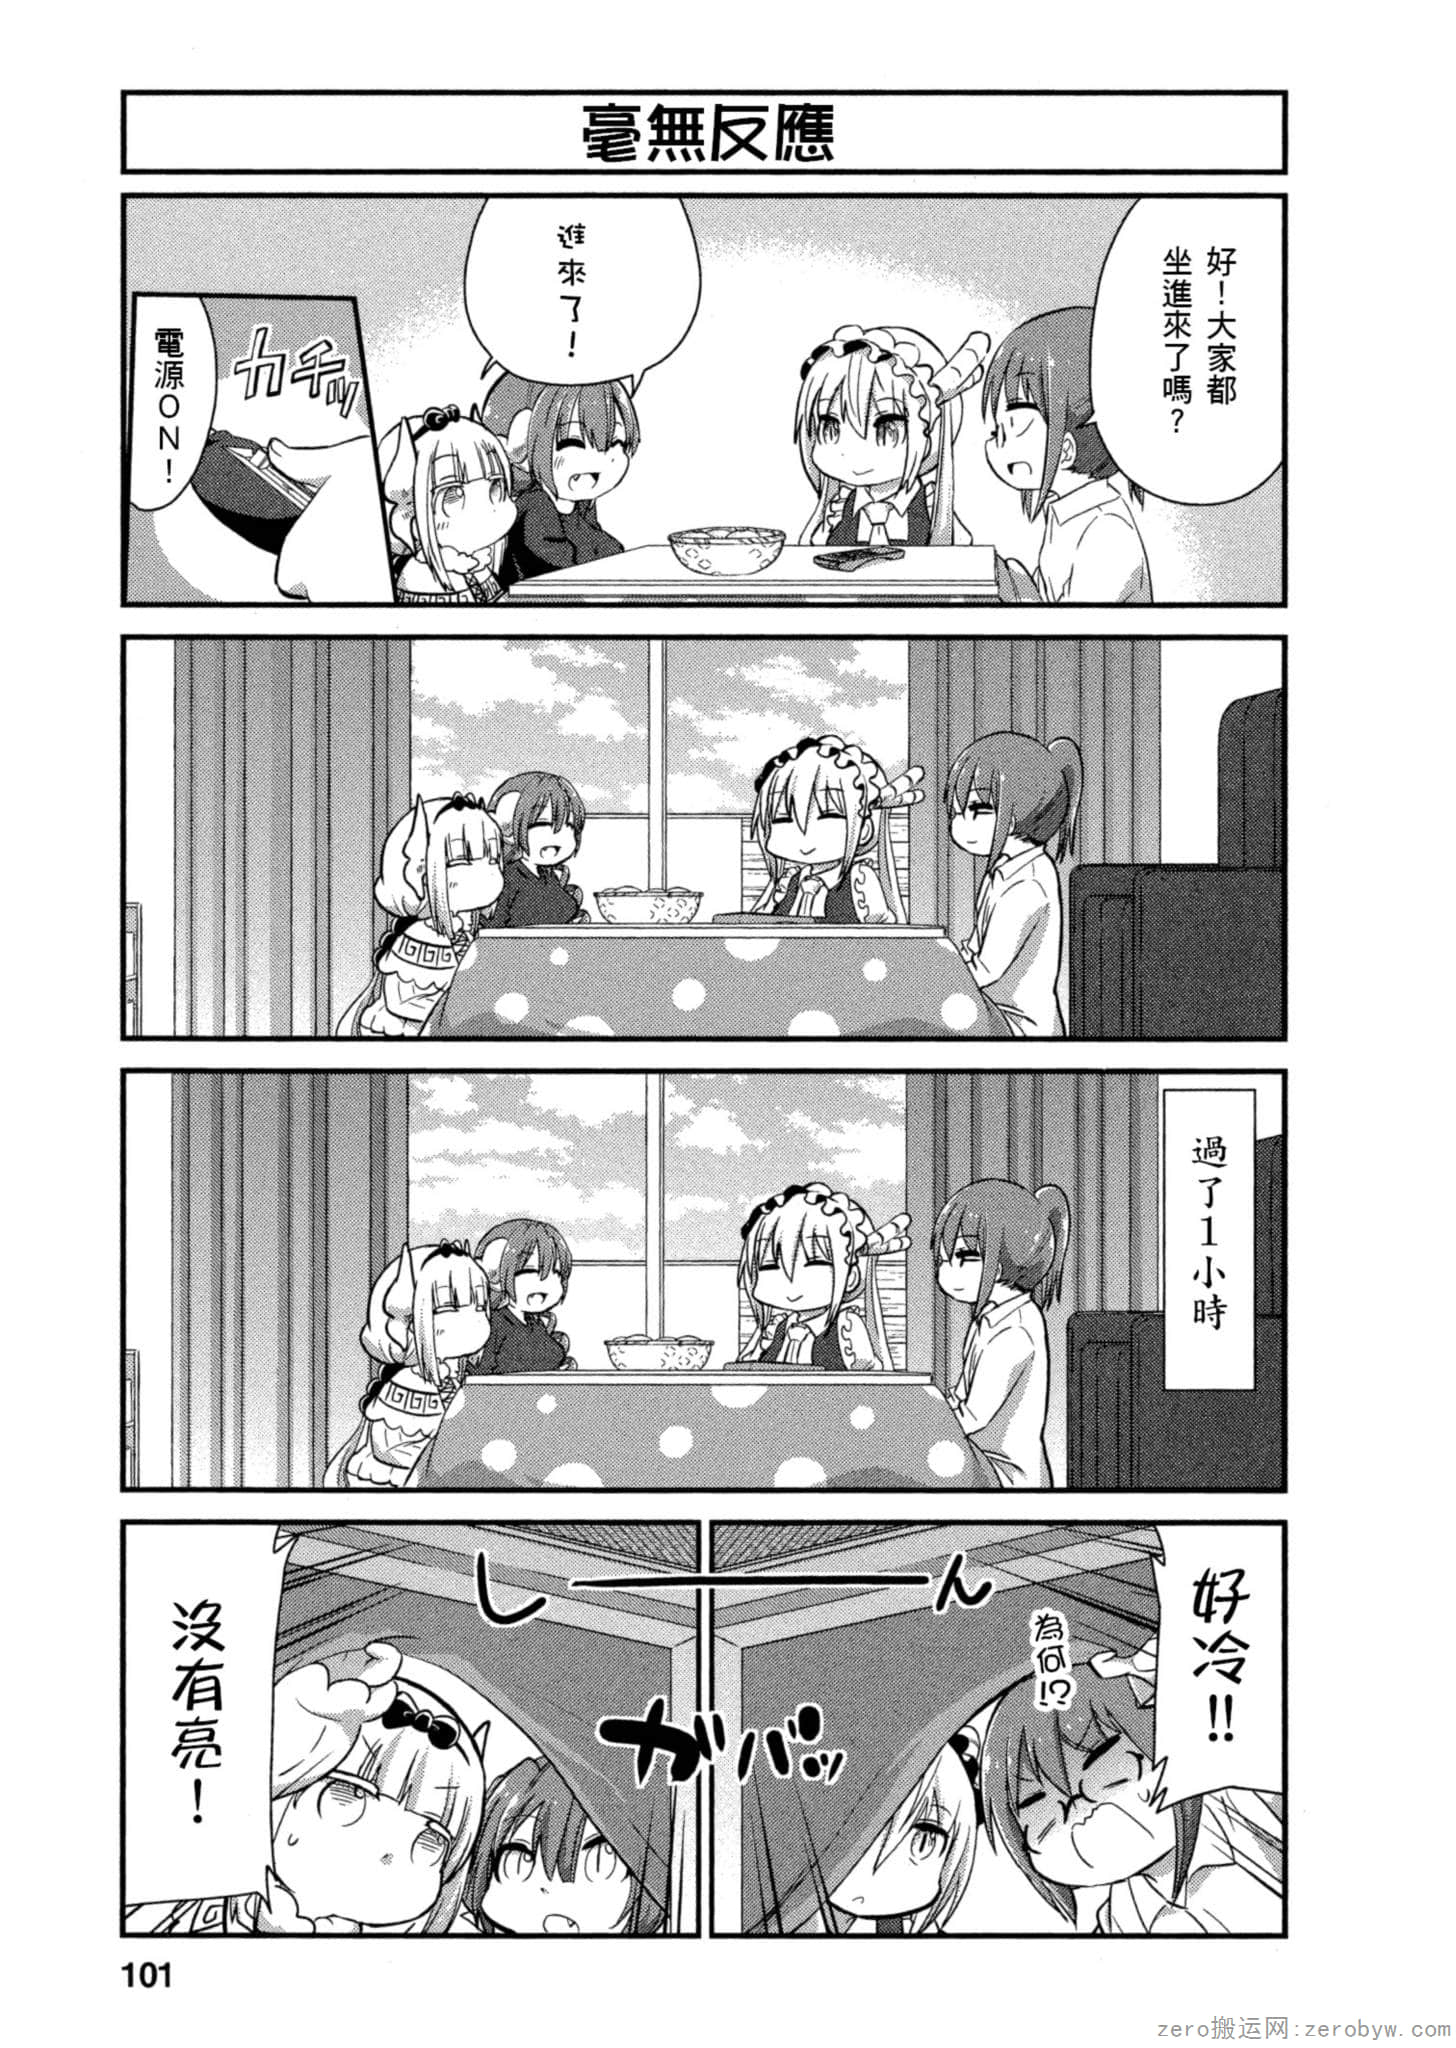 毫無反應
好！大家都
坐進來了嗎？
進來了！
カチッ
電源ON！
過了1小時
好冷!!
為何!?
しーーん
ガバッ
沒有亮！
101
zero搬运网:zerobyw.com